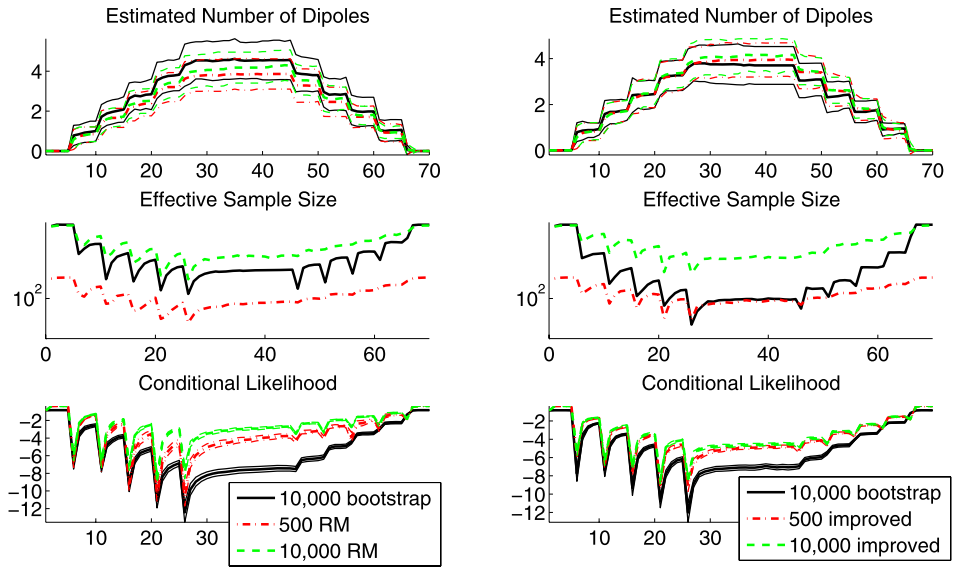 Estimated Number of Dipoles
4
2
0
10 20 30 40 50 60 70
Effective Sample Size
10²
0 20 40 60
Conditional Likelihood
−2
−4
−6
−8
−10
−12
10 20 30
10,000 bootstrap
500 RM
10,000 RM
Estimated Number of Dipoles
4
2
0
10 20 30 40 50 60 70
Effective Sample Size
10²
0 20 40 60
Conditional Likelihood
−2
−4
−6
−8
−10
−12
10 20 30
10,000 bootstrap
500 improved
10,000 improved